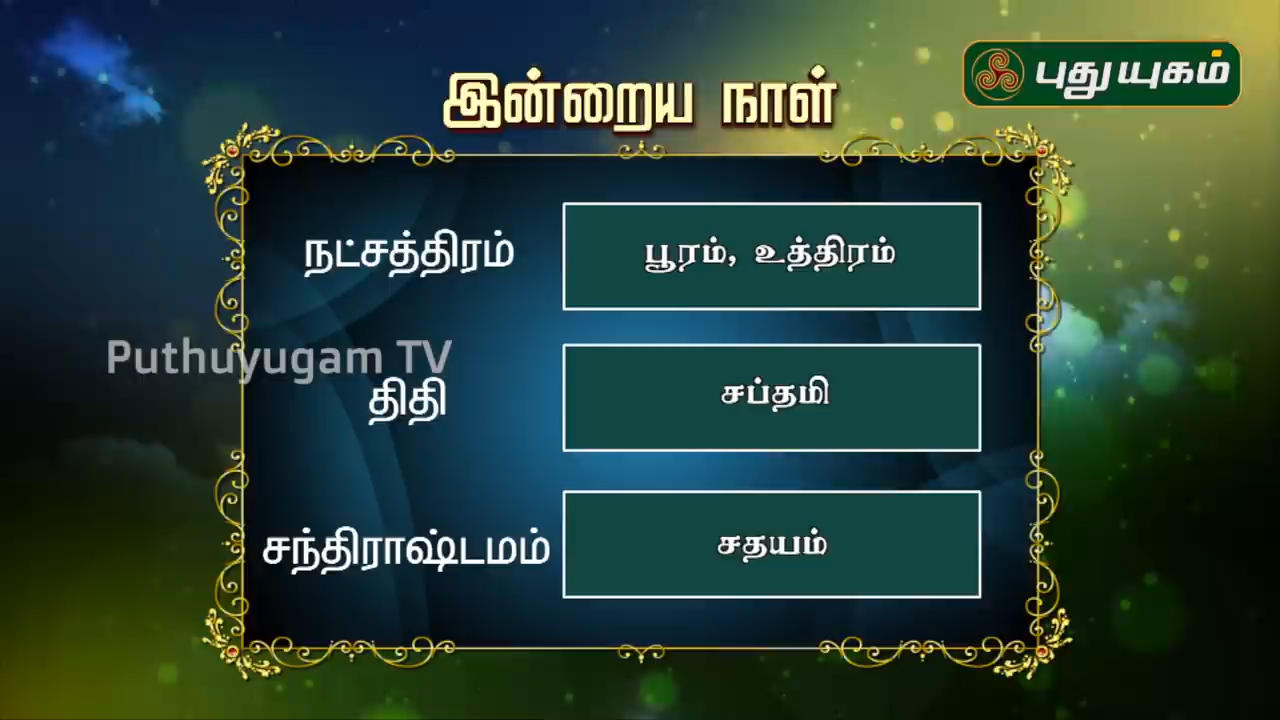 இன்றைய நாள்
புதுயுகம்
நட்சத்திரம்
பூரம், உத்திரம்
Puthuyugam TV
திதி
சப்தமி
சந்திராஷ்டமம்
சதயம்